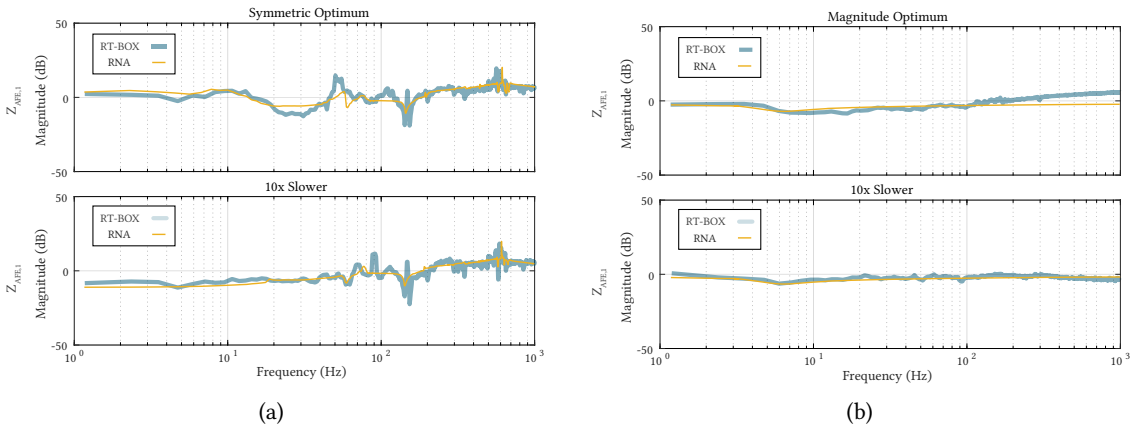 Symmetric Optimum
50
0
-50
Z_AFE,1
Magnitude (dB)
RT-BOX
RNA
10x Slower
50
0
-50
Z_AFE,1
Magnitude (dB)
RT-BOX
RNA
10^0
10^1
10^2
10^3
Frequency (Hz)
(a)
Magnitude Optimum
50
0
-50
Z_AFE,1
Magnitude (dB)
RT-BOX
RNA
10x Slower
50
0
-50
Z_AFE,1
Magnitude (dB)
RT-BOX
RNA
10^0
10^1
10^2
10^3
Frequency (Hz)
(b)